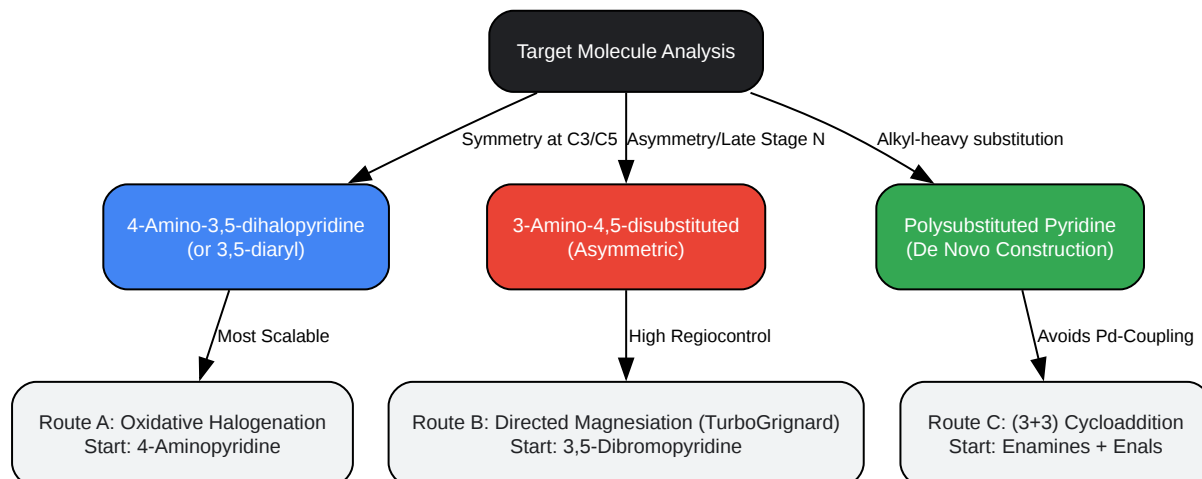 Target Molecule Analysis
Symmetry at C3/C5
Asymmetry/Late Stage N
Alkyl-heavy substitution
4-Amino-3,5-dihalopyridine
(or 3,5-diaryl)
3-Amino-4,5-disubstituted
(Asymmetric)
Polysubstituted Pyridine
(De Novo Construction)
Most Scalable
High Regiocontrol
Avoids Pd-Coupling
Route A: Oxidative Halogenation
Start: 4-Aminopyridine
Route B: Directed Magnesiation (TurboGrignard)
Start: 3,5-Dibromopyridine
Route C: (3+3) Cycloaddition
Start: Enamines + Enals